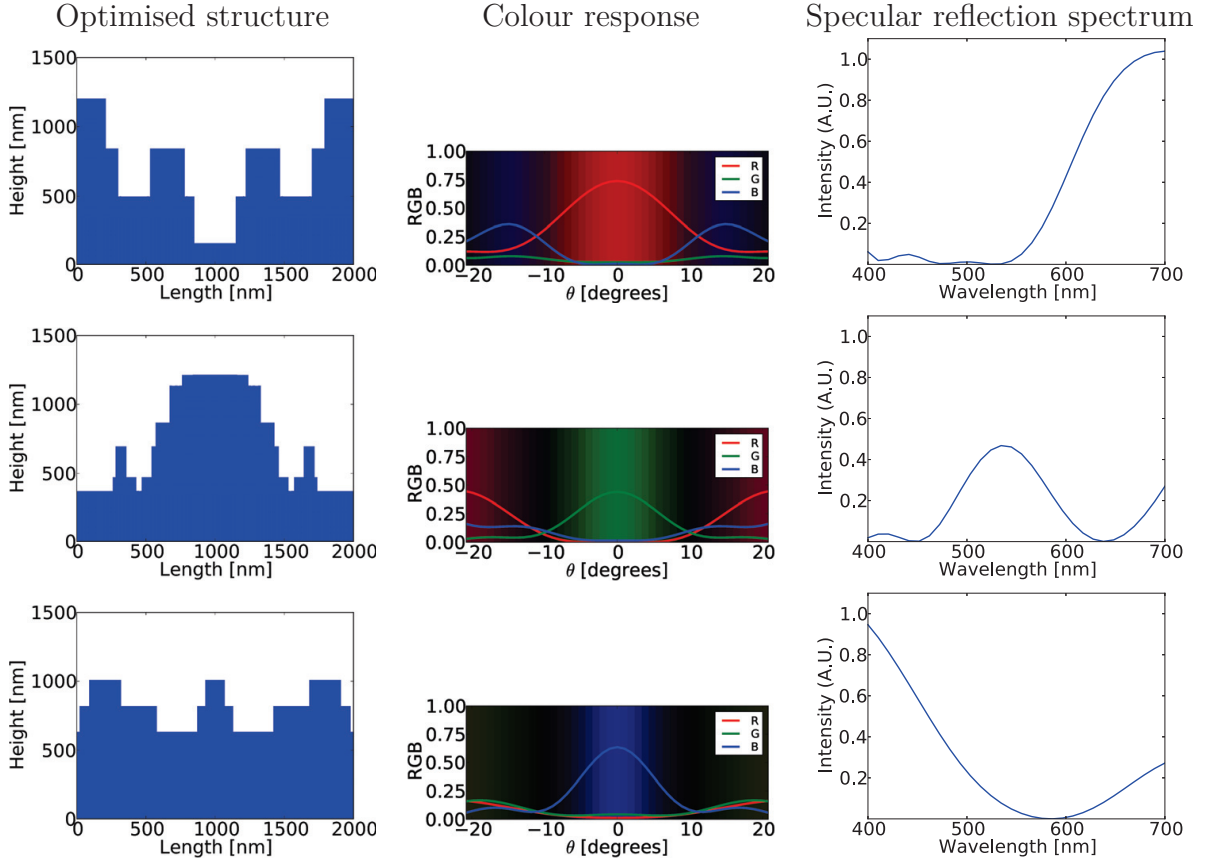 Optimised structure
Colour response
Specular reflection spectrum
1500
1000
500
0
Height [nm]
0 500 1000 1500 2000
Length [nm]
1.00
0.75
0.50
0.25
0.00
RGB
R
G
B
−20 −10 0 10 20
θ [degrees]
1.0
0.8
0.6
0.4
0.2
Intensity (A.U.)
400 500 600 700
Wavelength [nm]
1500
1000
500
0
Height [nm]
0 500 1000 1500 2000
Length [nm]
1.00
0.75
0.50
0.25
0.00
RGB
R
G
B
−20 −10 0 10 20
θ [degrees]
1.0
0.8
0.6
0.4
0.2
Intensity (A.U.)
400 500 600 700
Wavelength [nm]
1500
1000
500
0
Height [nm]
0 500 1000 1500 2000
Length [nm]
1.00
0.75
0.50
0.25
0.00
RGB
R
G
B
−20 −10 0 10 20
θ [degrees]
1.0
0.8
0.6
0.4
0.2
Intensity (A.U.)
400 500 600 700
Wavelength [nm]